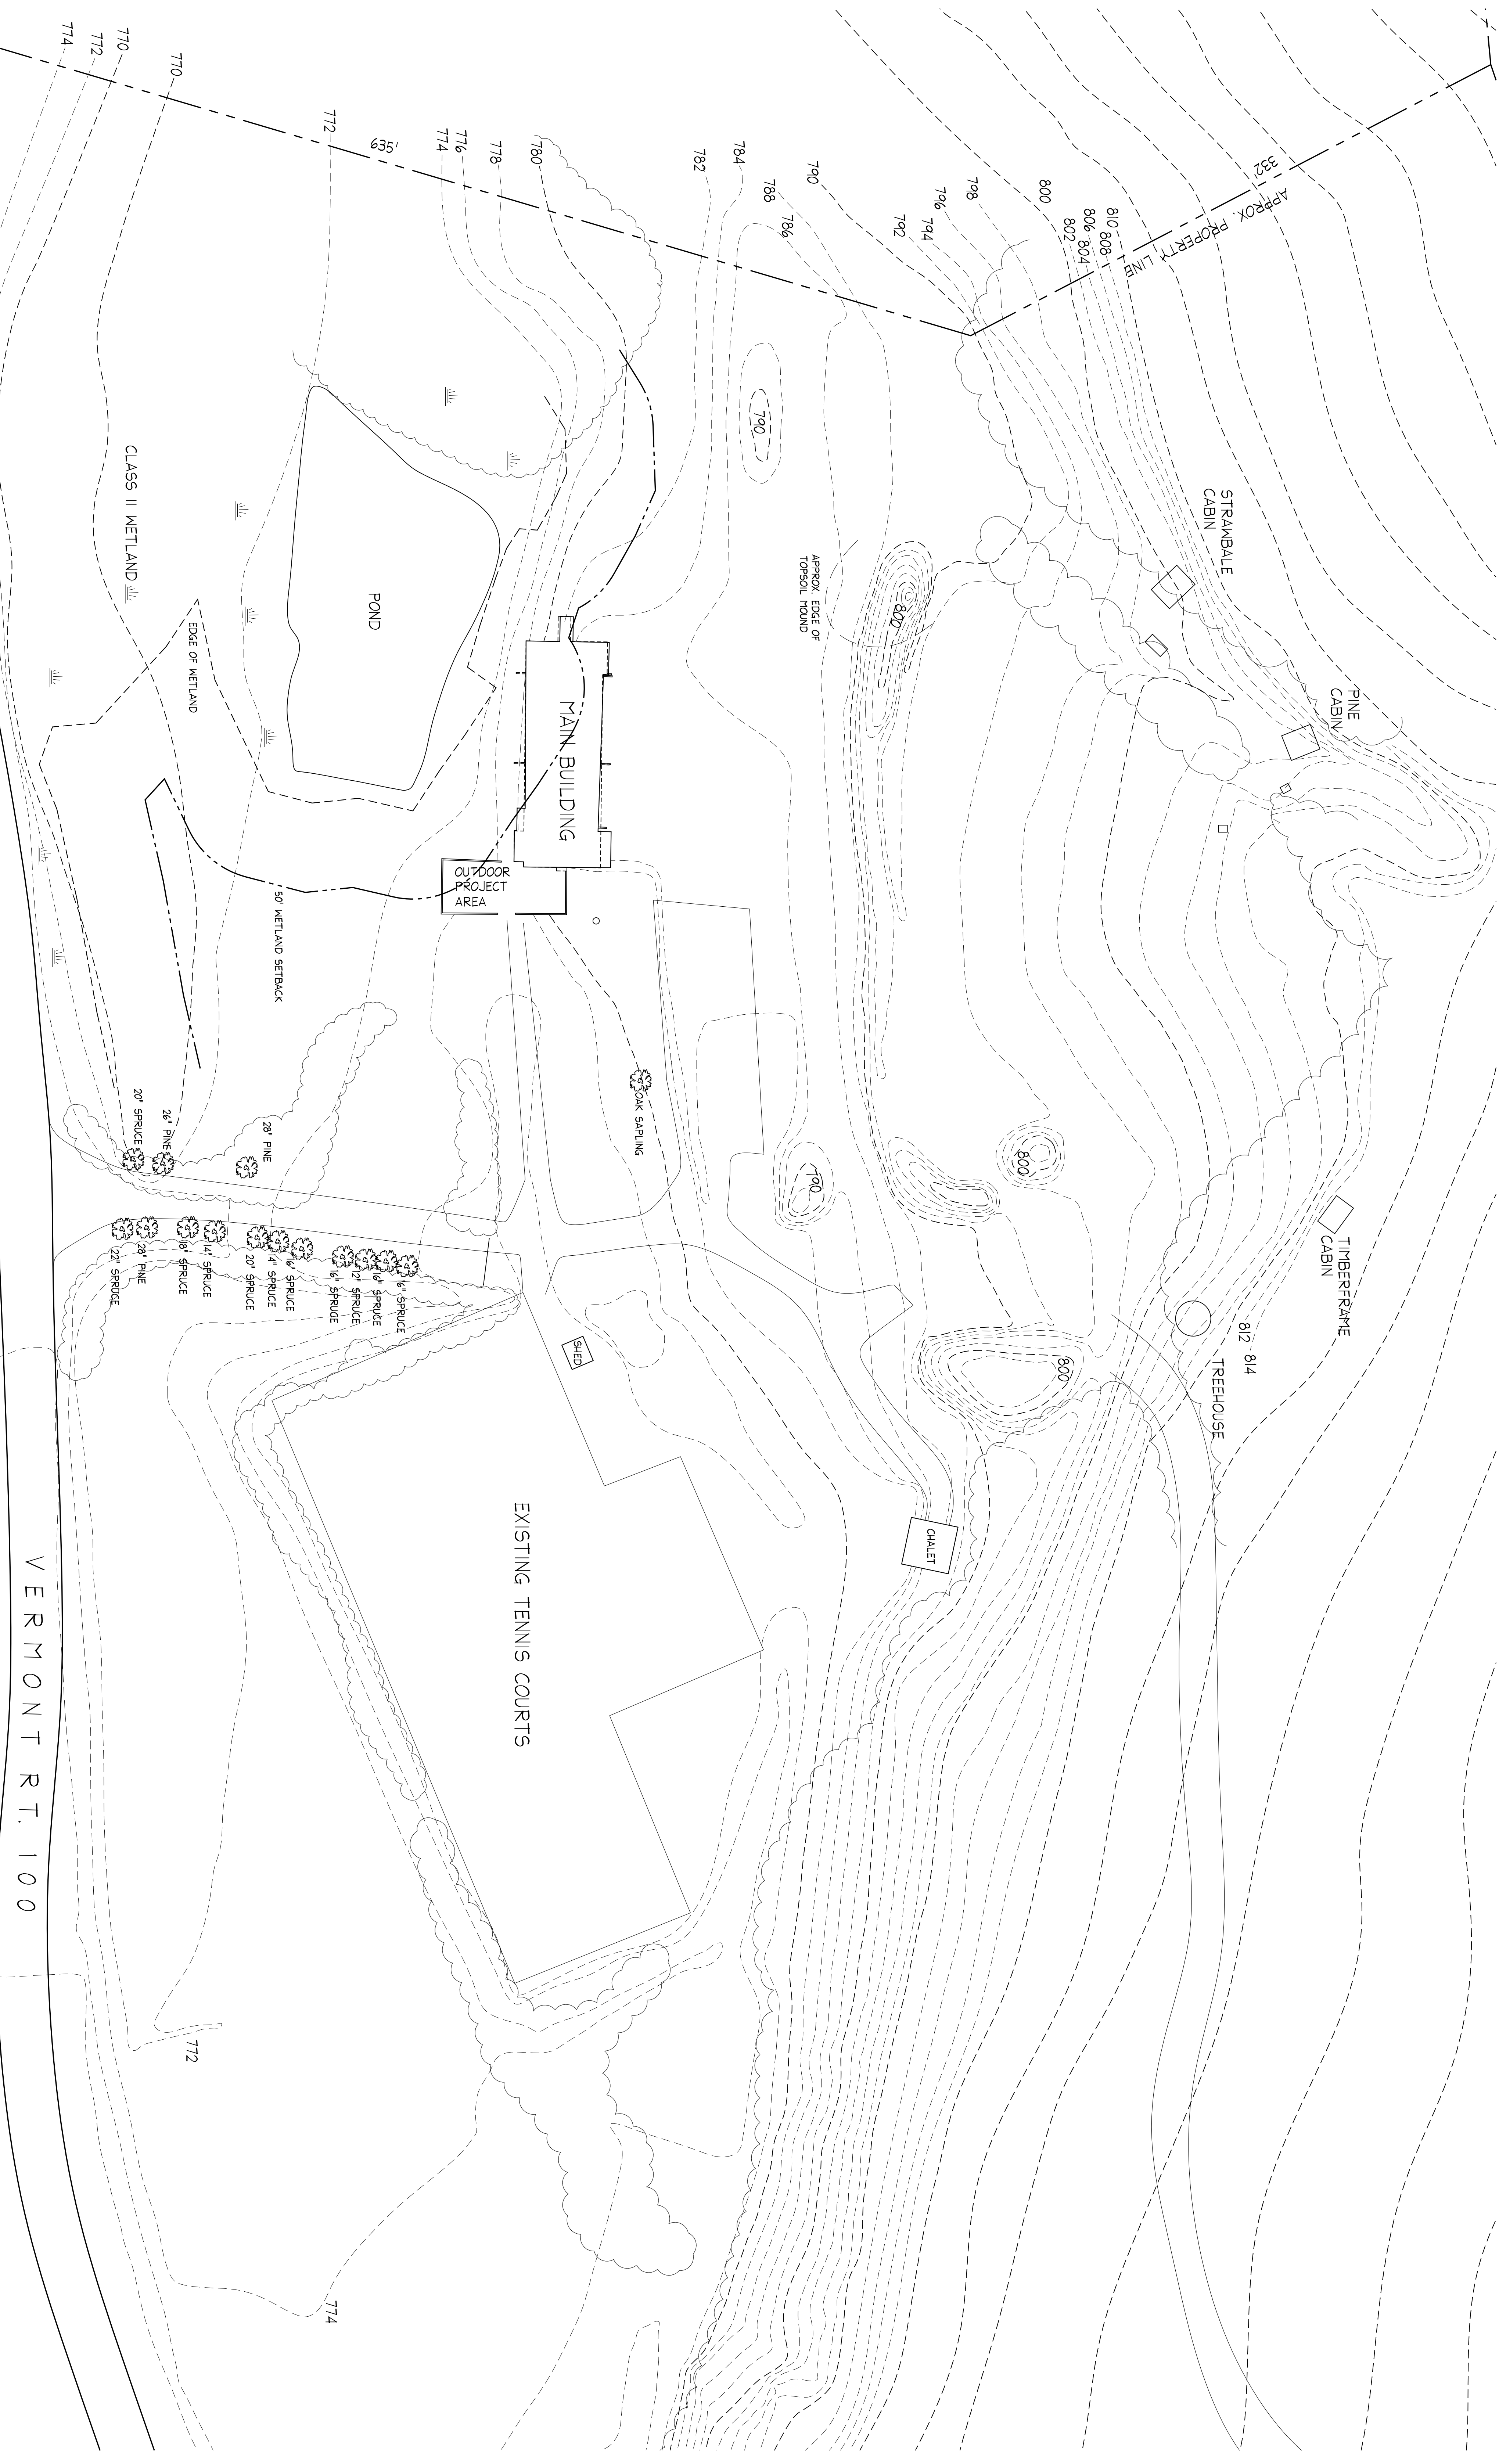 774
772
770
770
772
635'
774
776
778
780
782
784
788
786
790
792
794
796
798
800
802
806
804
810
808
332'
APPROX. PROPERTY LINE
790
STRAWBALE
CABIN
CLASS II WETLAND
POND
EDGE OF WETLAND
APPROX. EDGE OF
TOPSOIL MOUND
800
PINE
CABIN
MAIN BUILDING
OUTDOOR
PROJECT
AREA
50' WETLAND SETBACK
20" SPRUCE
26" PINE
28" PINE
OAK SAPLING
790
800
TIMBERFRAME
CABIN
22" SPRUCE
28" PINE
18" SPRUCE
14" SPRUCE
20" SPRUCE
14" SPRUCE
16" SPRUCE
16" SPRUCE
12" SPRUCE
16" SPRUCE
16" SPRUCE
SHED
800
812
814
TREEHOUSE
CHALET
EXISTING TENNIS COURTS
VERMONT RT. 100
772
774